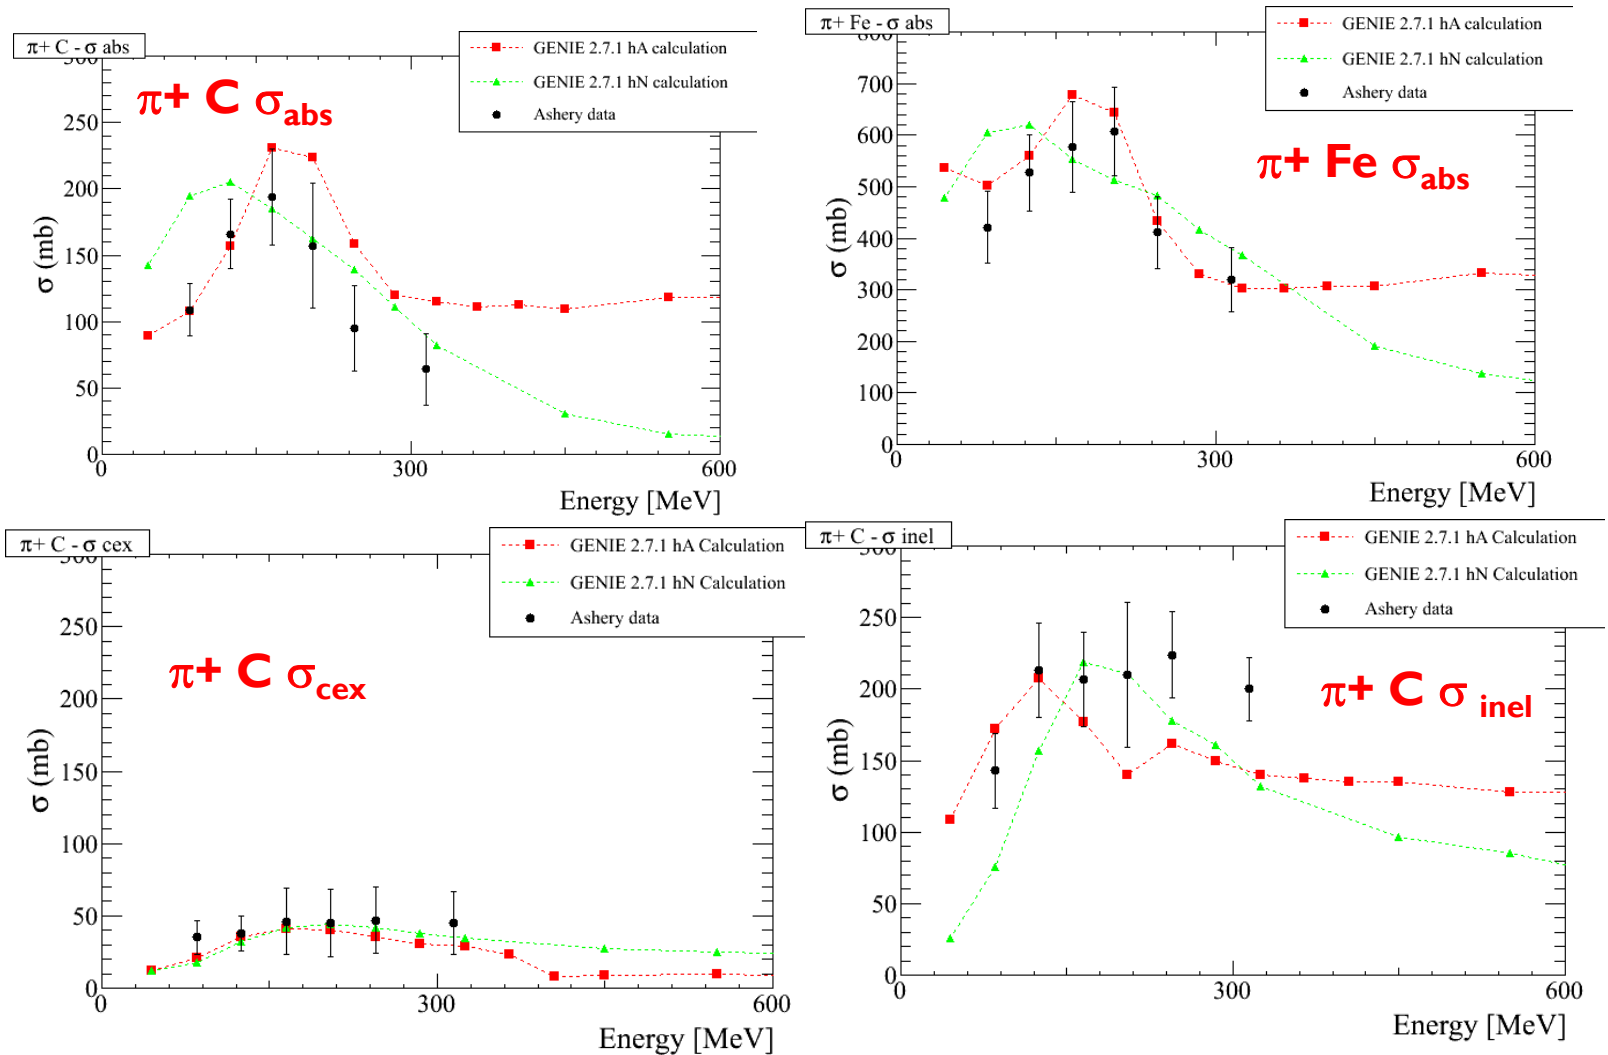 π+ C - σ abs
GENIE 2.7.1 hA calculation
GENIE 2.7.1 hN calculation
Ashery data
π+ C σabs
300
250
200
150
100
50
0
σ (mb)
0
300
600
Energy [MeV]
π+ Fe - σ abs
GENIE 2.7.1 hA calculation
GENIE 2.7.1 hN calculation
Ashery data
π+ Fe σabs
800
700
600
500
400
300
200
100
0
σ (mb)
0
300
600
Energy [MeV]
π+ C - σ cex
GENIE 2.7.1 hA Calculation
GENIE 2.7.1 hN Calculation
Ashery data
π+ C σcex
300
250
200
150
100
50
0
σ (mb)
0
300
600
Energy [MeV]
π+ C - σ inel
GENIE 2.7.1 hA Calculation
GENIE 2.7.1 hN Calculation
Ashery data
π+ C σ inel
300
250
200
150
100
50
0
σ (mb)
0
300
600
Energy [MeV]